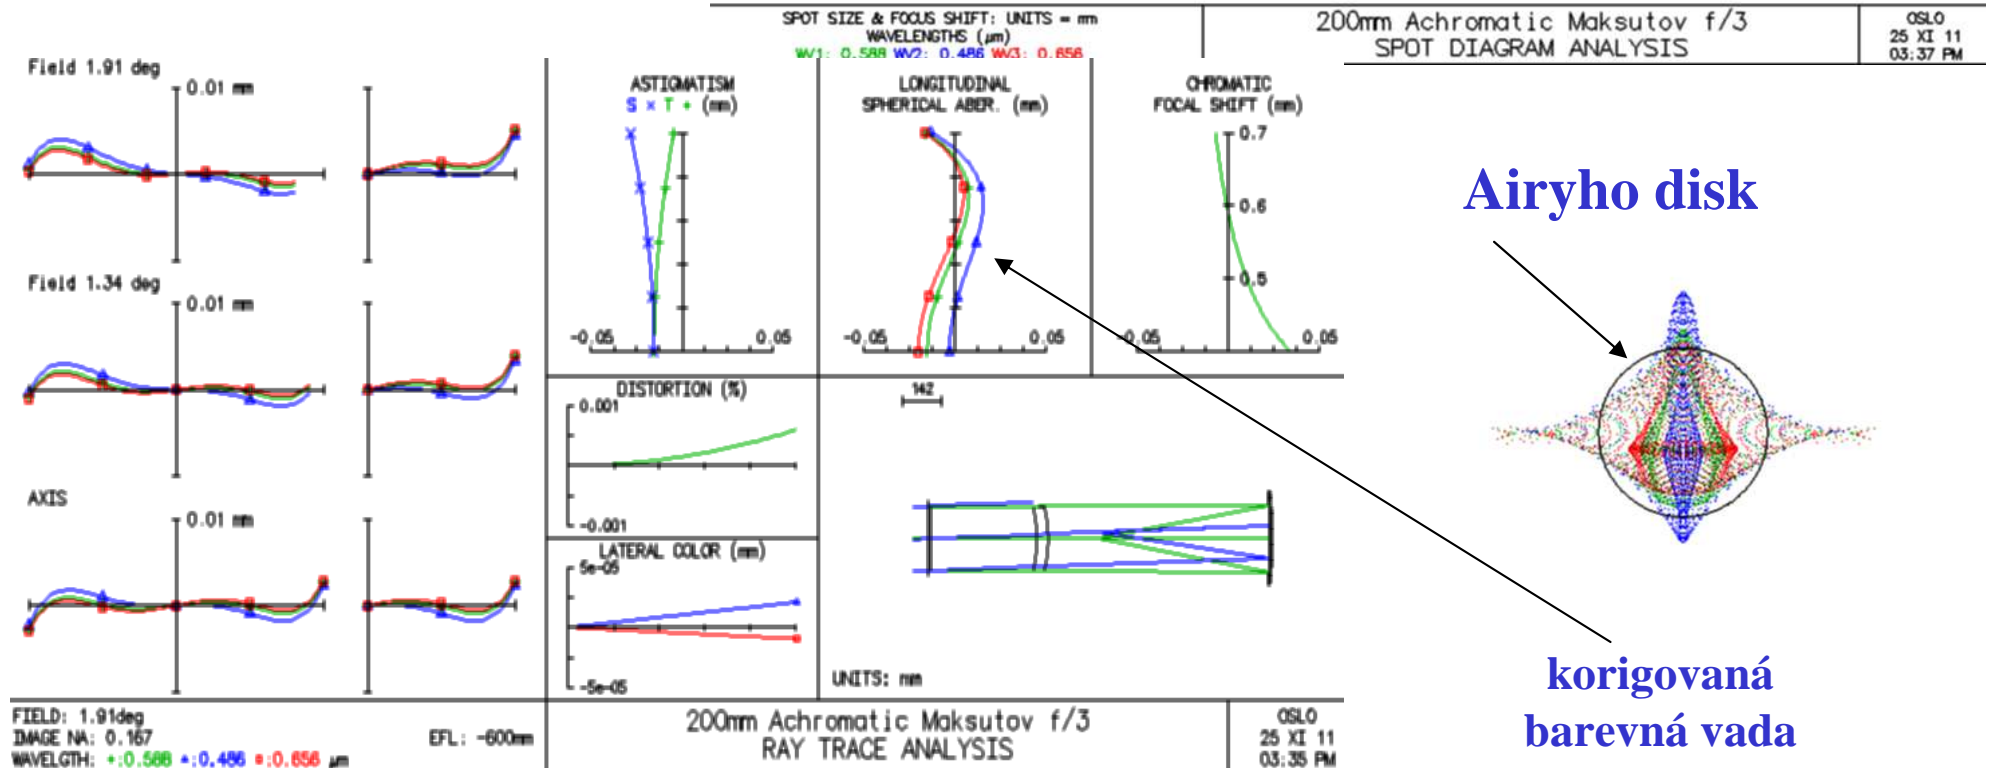 SPOT SIZE & FOCUS SHIFT: UNITS = mm
WAVELENGTHS (µm)
WV1: 0.588 WV2: 0.486 WV3: 0.656
200mm Achromatic Maksutov f/3
SPOT DIAGRAM ANALYSIS
OSLO
25 XI 11
03:37 PM
Field 1.91 deg
0.01 mm
Field 1.34 deg
0.01 mm
AXIS
0.01 mm
ASTIGMATISM
S × T + (mm)
-0.05
0.05
LONGITUDINAL
SPHERICAL ABER. (mm)
-0.05
0.05
CHROMATIC
FOCAL SHIFT (mm)
0.7
0.6
0.5
-0.05
0.05
DISTORTION (%)
0.001
-0.001
LATERAL COLOR (mm)
5e-05
-5e-05
142
UNITS: mm
Airyho disk
korigovaná
barevná vada
FIELD: 1.91deg
IMAGE NA: 0.167
WAVELGTH: +:0.588 ▲:0.486 ■:0.656 µm
EFL: -600mm
200mm Achromatic Maksutov f/3
RAY TRACE ANALYSIS
OSLO
25 XI 11
03:35 PM